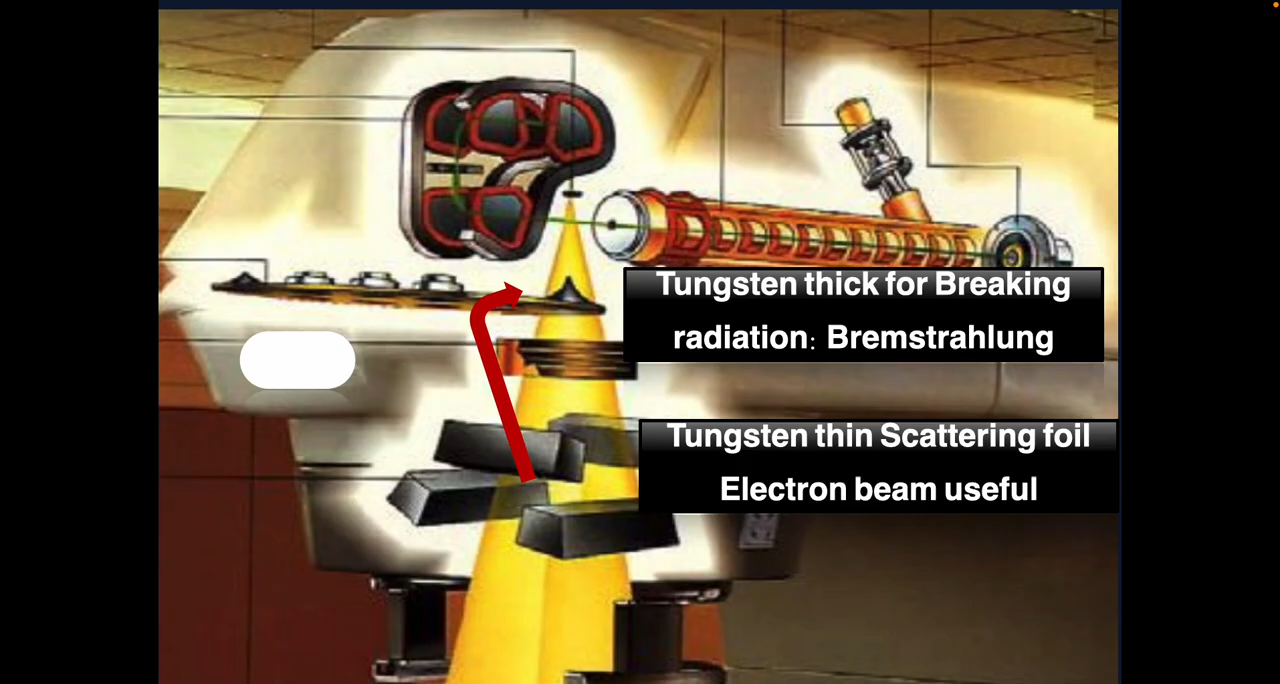 Tungsten thick for Breaking
radiation: Bremstrahlung
Tungsten thin Scattering foil
Electron beam useful